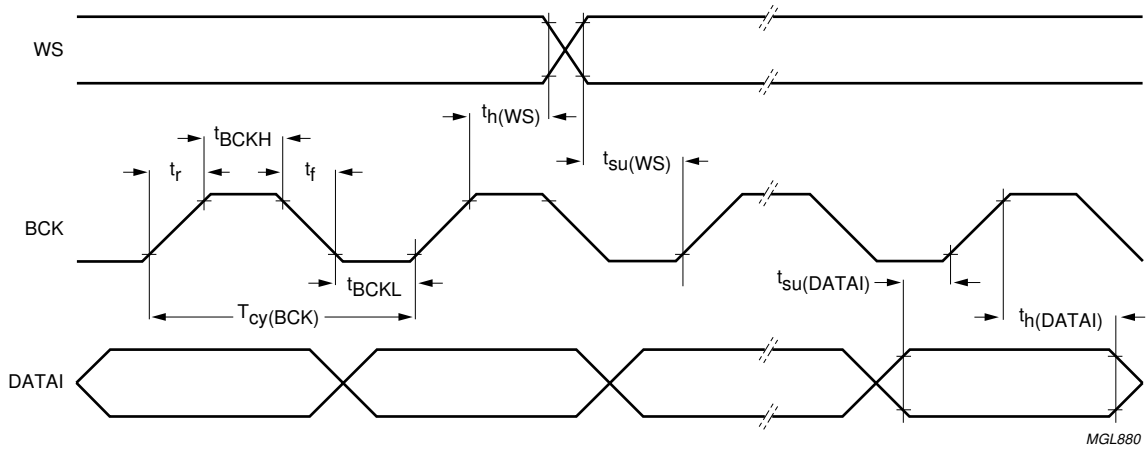 WS
th(WS)
tBCKH
tr
tf
tsu(WS)
BCK
tBCKL
Tcy(BCK)
tsu(DATAI)
th(DATAI)
DATAI
MGL880